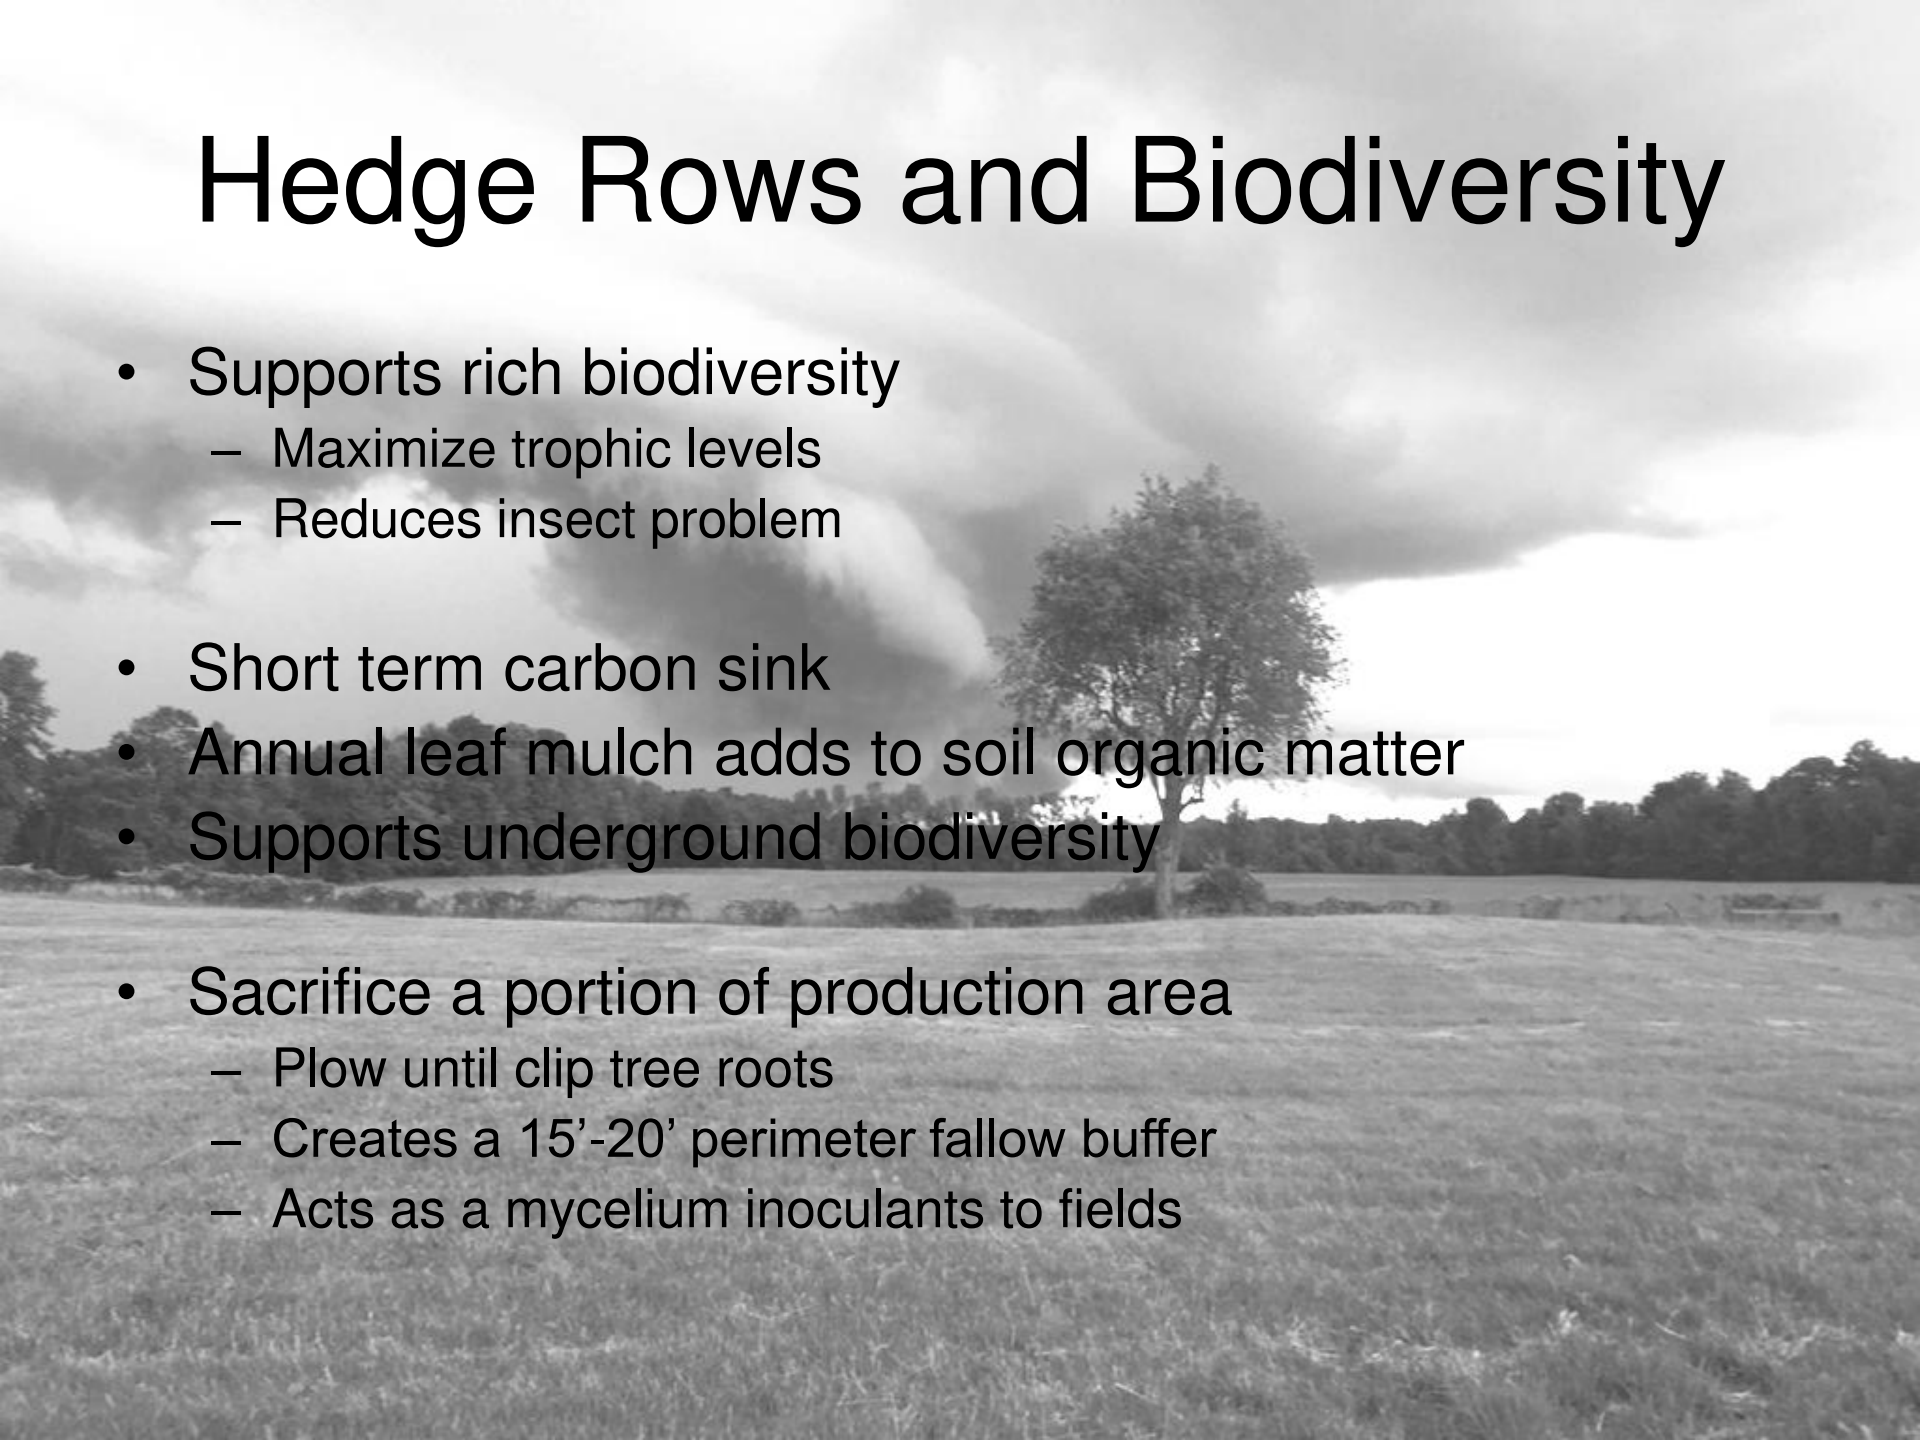 Hedge Rows and Biodiversity
• Supports rich biodiversity
– Maximize trophic levels
– Reduces insect problem
• Short term carbon sink
• Annual leaf mulch adds to soil organic matter
• Supports underground biodiversity
• Sacrifice a portion of production area
– Plow until clip tree roots
– Creates a 15’-20’ perimeter fallow buffer
– Acts as a mycelium inoculants to fields